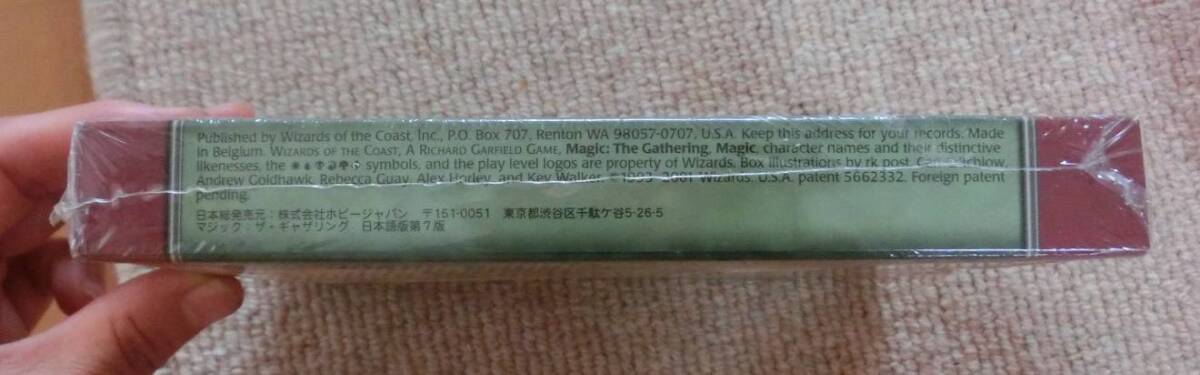 Published by Wizards of the Coast, Inc., P.O. Box 707, Renton WA 98057-0707, U.S.A. Keep this address for your records. Made
in Belgium. WIZARDS OF THE COAST, A RICHARD GARFIELD GAME, Magic: The Gathering, Magic, character names and their distinctive
likenesses, the symbols, and the play level logos are property of Wizards. Box illustrations by rk post, Critchlow,
Andrew Goldhawk, Rebecca Guay, Alex Horley, and Kev Walker. ©1993-2001 Wizards. U.S.A. patent 5662332. Foreign patent
pending.
日本総発売元：株式会社ホビージャパン 〒151-0051 東京都渋谷区千駄ケ谷5-26-5
マジック：ザ・ギャザリング 日本語版第7版